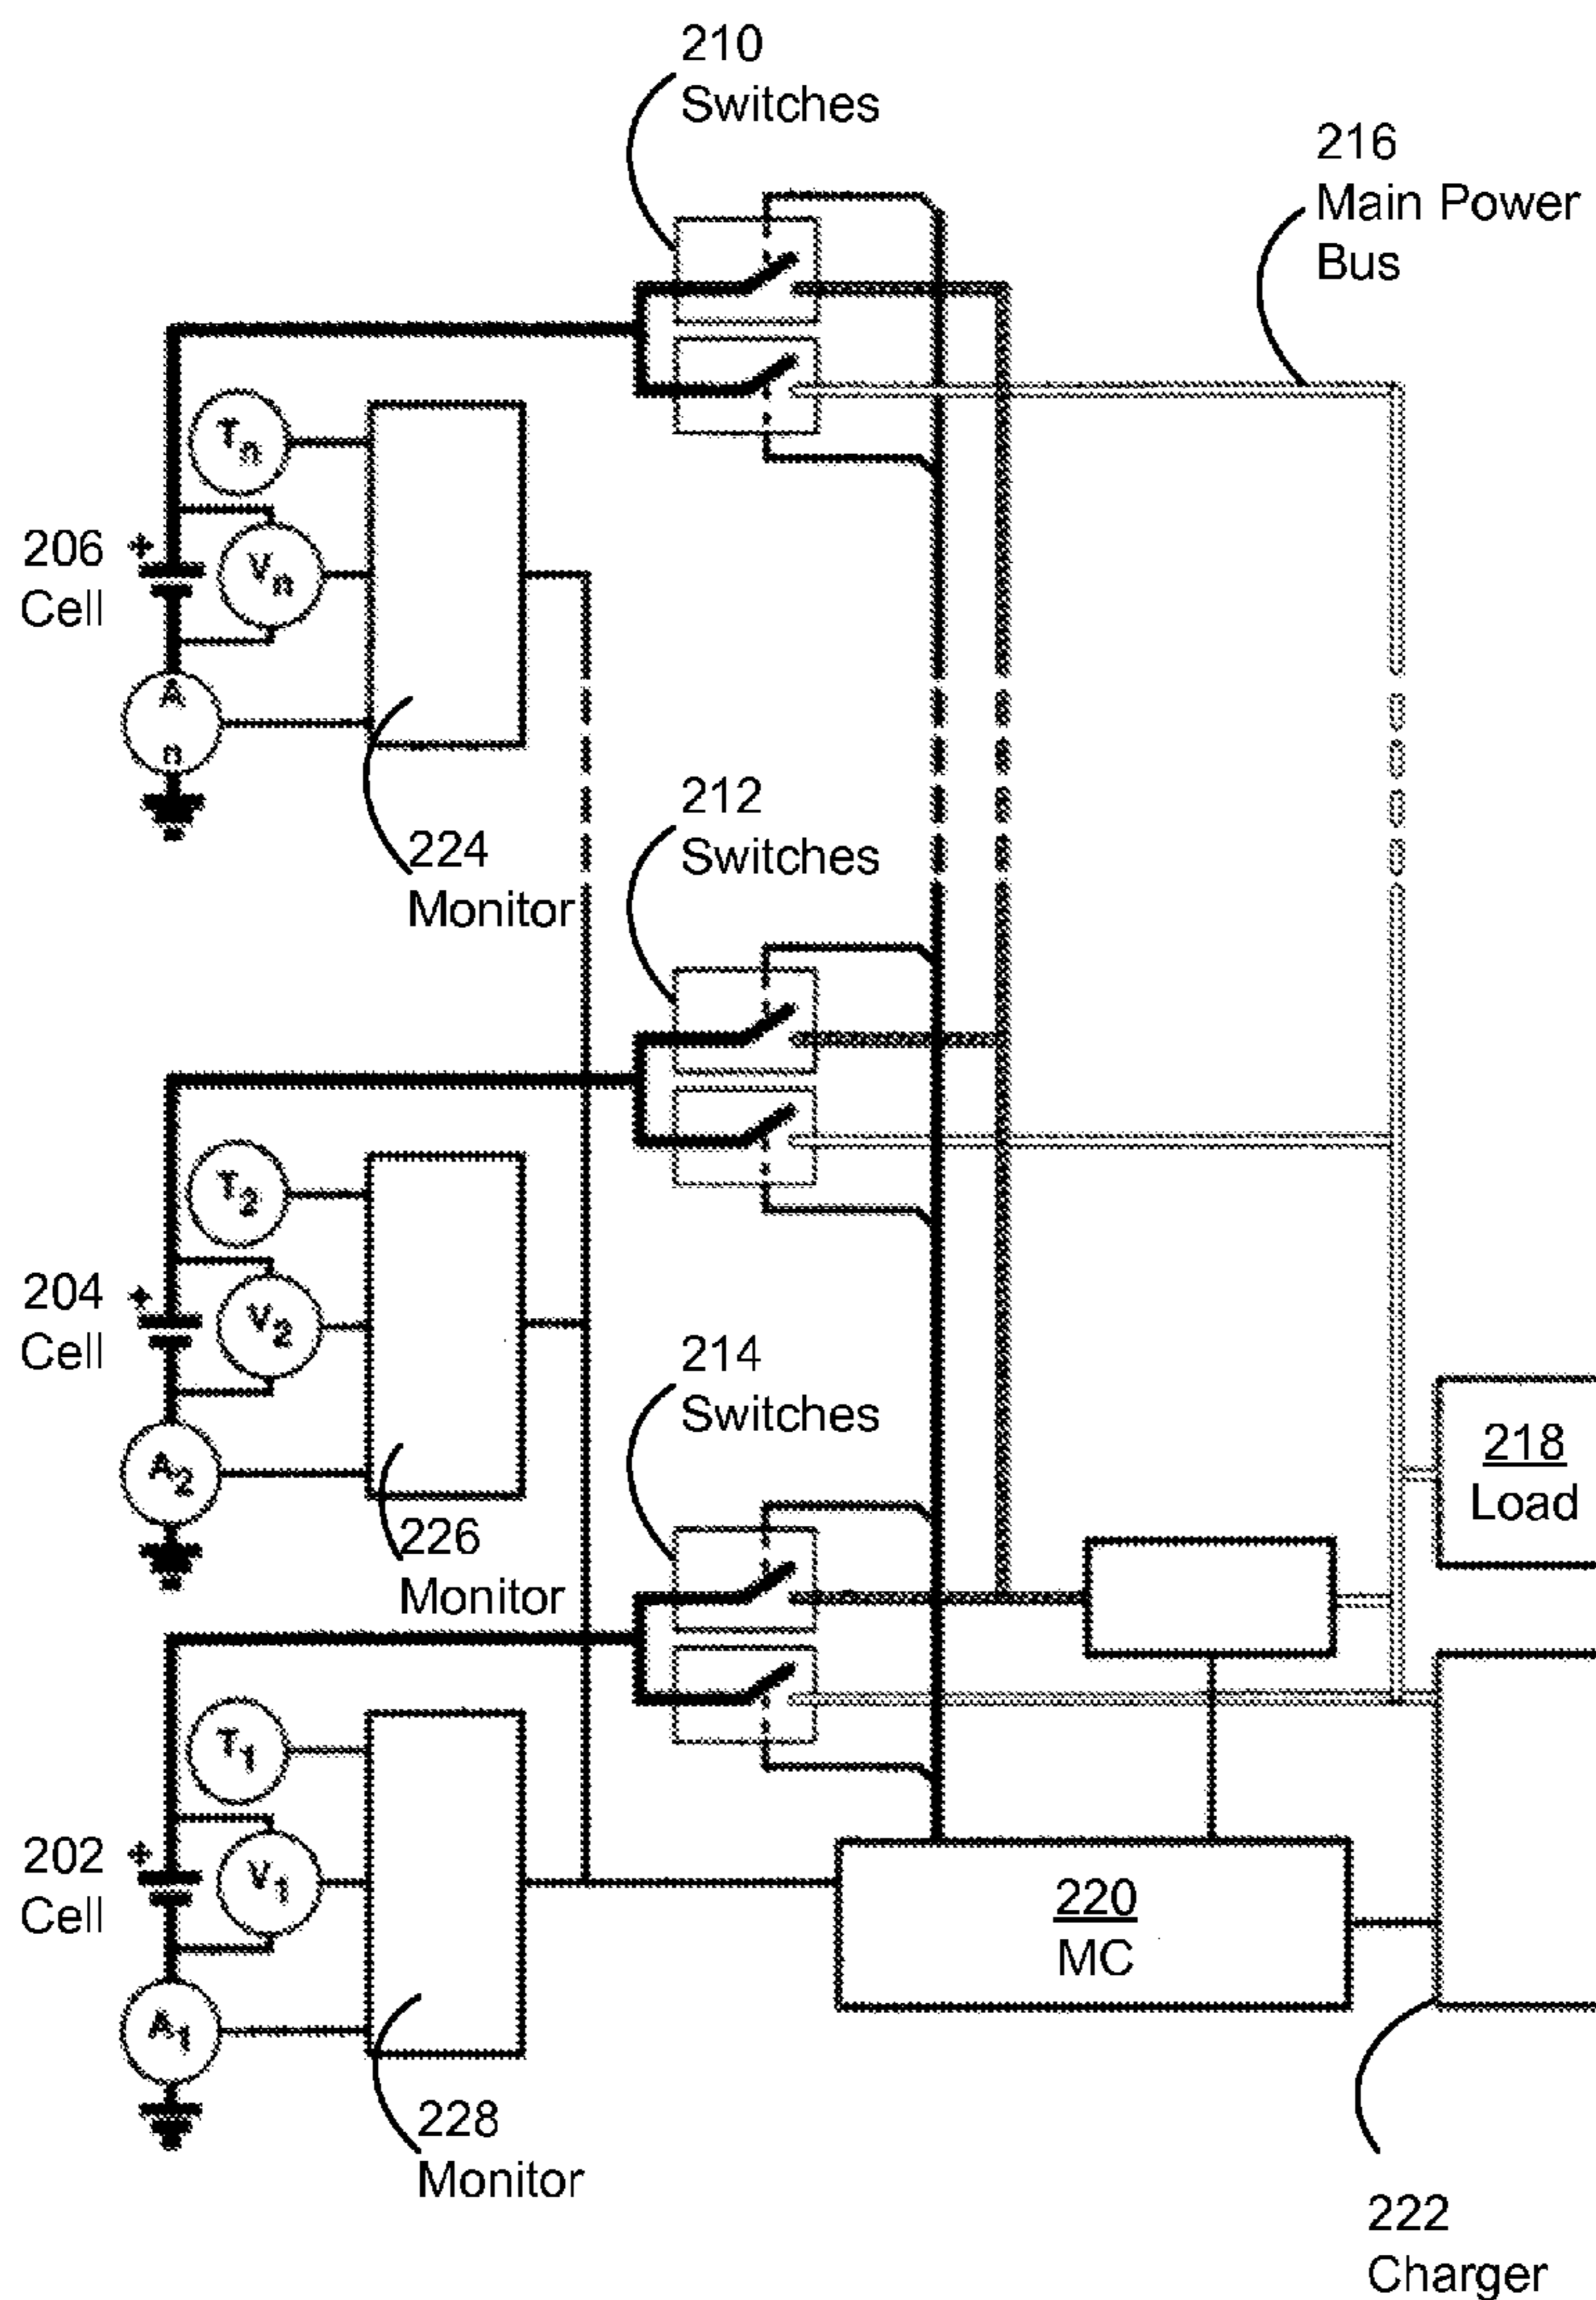 210
Switches
216
Main Power
Bus
Tn
206
Cell
+
Vn
A
n
224
Monitor
212
Switches
T2
204
Cell
+
V2
A2
226
Monitor
214
Switches
218
Load
T1
202
Cell
+
V1
A1
220
MC
228
Monitor
222
Charger